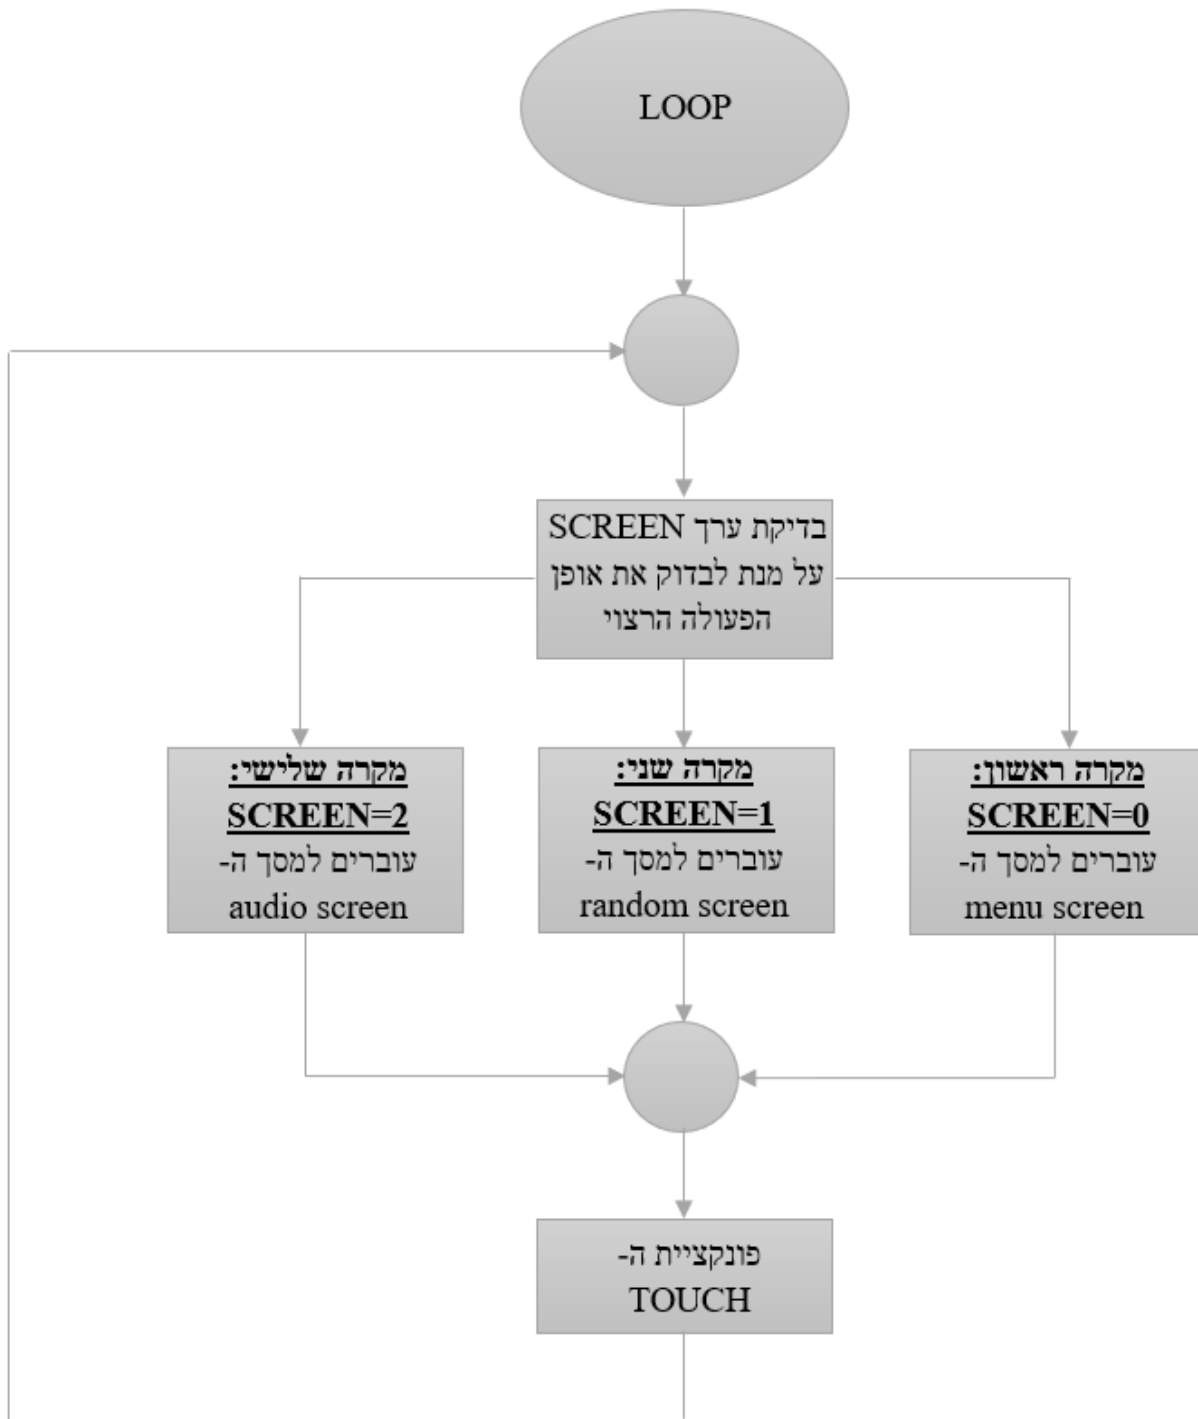 LOOP
בדיקת ערך SCREEN
על מנת לבדוק את אופן
הפעולה הרצוי
מקרה ראשון:
SCREEN=0
עוברים למסך ה-
menu screen
מקרה שני:
SCREEN=1
עוברים למסך ה-
random screen
מקרה שלישי:
SCREEN=2
עוברים למסך ה-
audio screen
פונקציית ה-
TOUCH